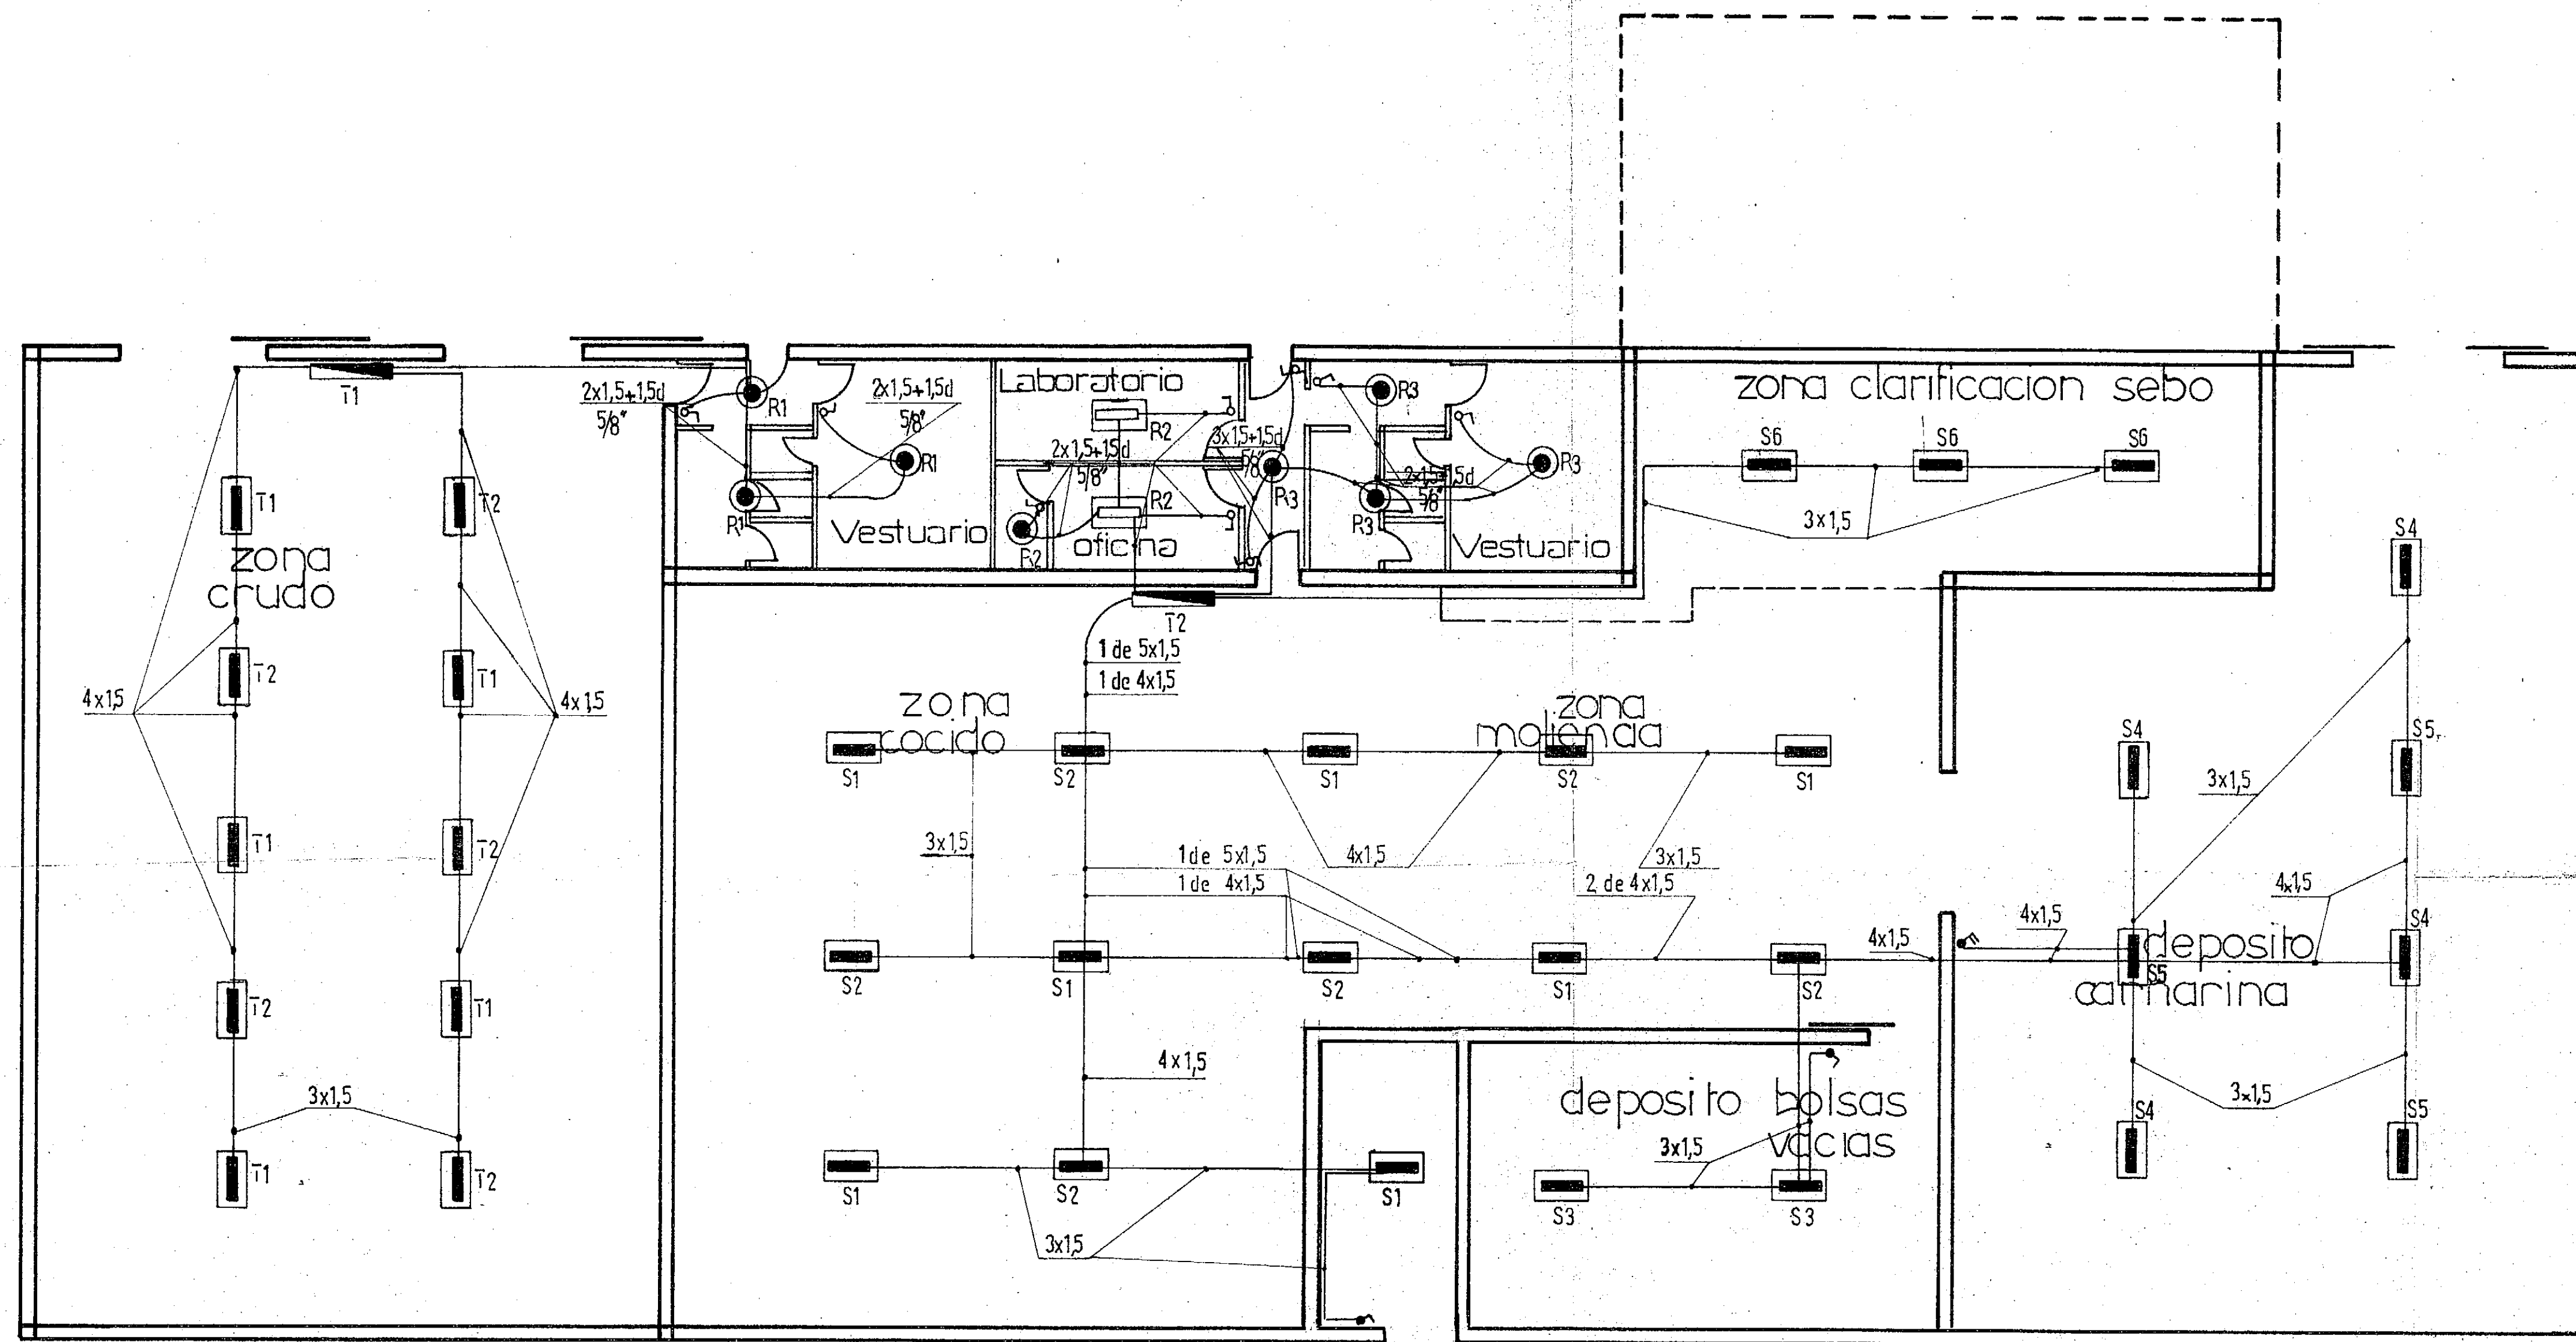 T1
2x1,5+1,5d
5/8"
R1
2x1,5+1,5d
5/8"
R1
R1
Vestuario
Laboratorio
R2
2x1,5+1,5d
5/8"
R2
R2
oficina
3x1,5+1,5d
5/8"
R3
R3
R3
2x1,5+1,5d
5/8"
R3
Vestuario
zona clarificacion sebo
S6
S6
S6
3x1,5
T1
T2
zona
crudo
T2
T1
4x15
4x1,5
T1
T2
T2
T1
3x1,5
T1
T2
T2
1 de 5x1,5
1 de 4x1,5
zona
cocido
zona
molienda
S1
S2
S1
S2
S1
3x1,5
1 de 5x1,5
1 de 4x1,5
4x1,5
3x1,5
2 de 4x1,5
S2
S1
S2
S1
S2
4x1,5
4x1,5
S1
S2
S1
3x1,5
deposito bolsas
vacias
3x1,5
S3
S3
4x1,5
S4
S4
S5
3x1,5
4x1,5
S4
deposito
S5
carnarina
3x1,5
S4
S5